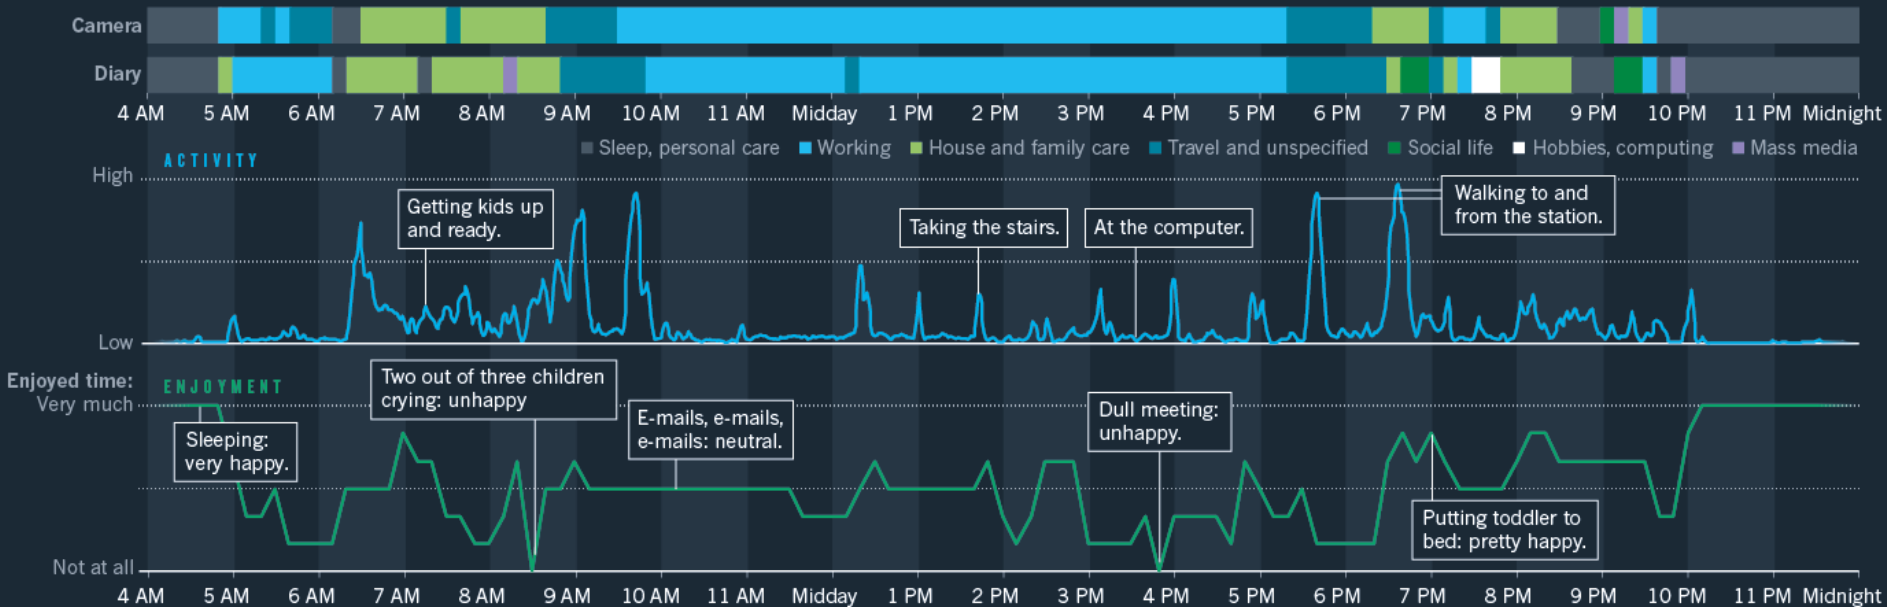 Camera
Diary
4 AM 5 AM 6 AM 7 AM 8 AM 9 AM 10 AM 11 AM Midday 1 PM 2 PM 3 PM 4 PM 5 PM 6 PM 7 PM 8 PM 9 PM 10 PM 11 PM Midnight
Sleep, personal care Working House and family care Travel and unspecified Social life Hobbies, computing Mass media
ACTIVITY
High
Getting kids up
and ready.
Taking the stairs.
At the computer.
Walking to and
from the station.
Low
Enjoyed time:
Very much
ENJOYMENT
Sleeping:
very happy.
Two out of three children
crying: unhappy
E-mails, e-mails,
e-mails: neutral.
Dull meeting:
unhappy.
Putting toddler to
bed: pretty happy.
Not at all
4 AM 5 AM 6 AM 7 AM 8 AM 9 AM 10 AM 11 AM Midday 1 PM 2 PM 3 PM 4 PM 5 PM 6 PM 7 PM 8 PM 9 PM 10 PM 11 PM Midnight